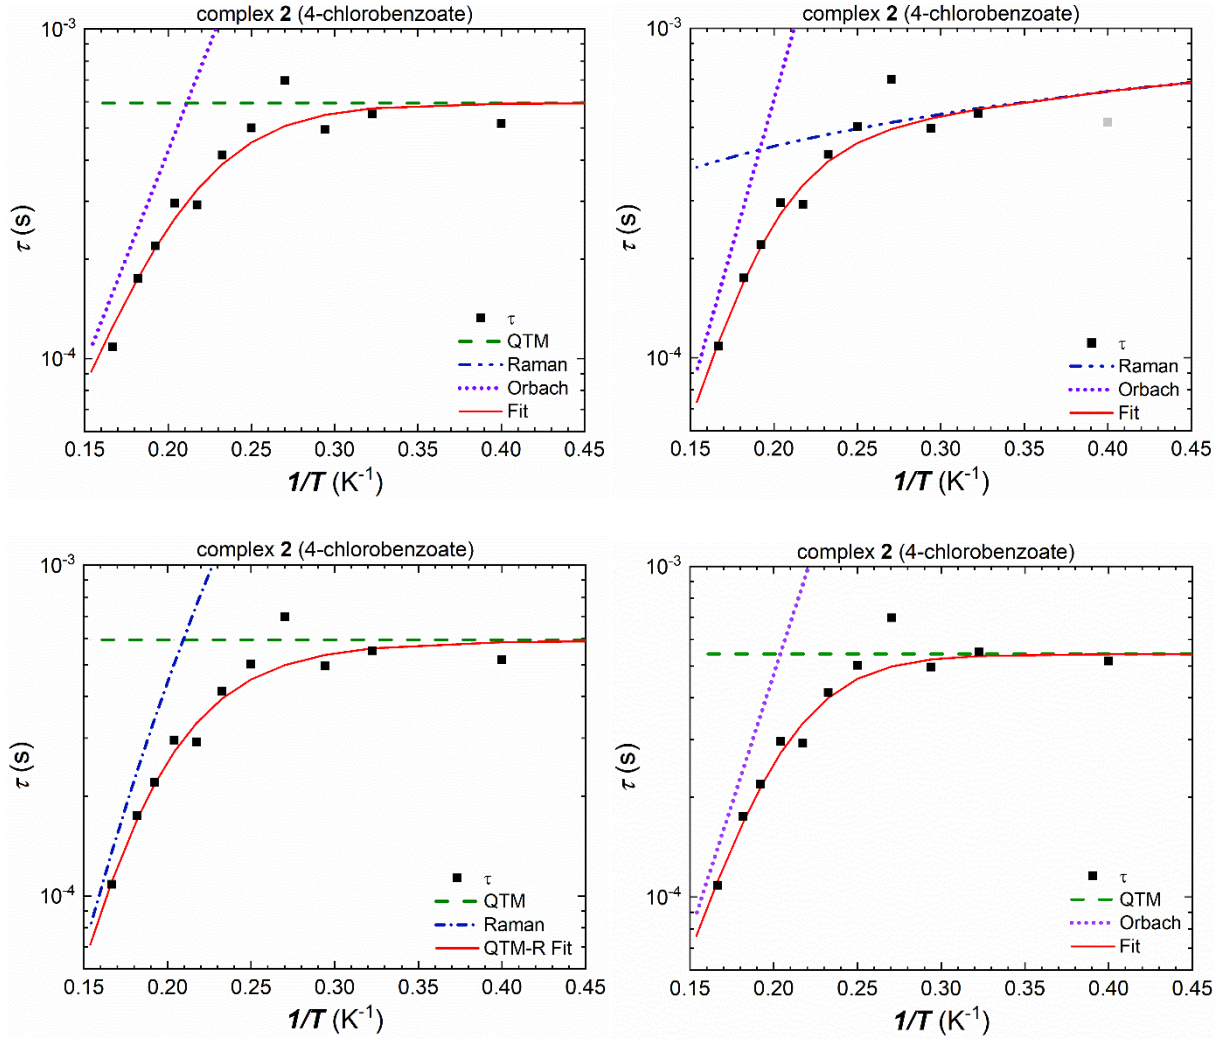 complex 2 (4-chlorobenzoate)
10⁻³
10⁻⁴
τ (s)
τ
QTM
Raman
Orbach
Fit
0.15 0.20 0.25 0.30 0.35 0.40 0.45
1/T (K⁻¹)
complex 2 (4-chlorobenzoate)
10⁻³
10⁻⁴
τ (s)
τ
Raman
Orbach
Fit
0.15 0.20 0.25 0.30 0.35 0.40 0.45
1/T (K⁻¹)
complex 2 (4-chlorobenzoate)
10⁻³
10⁻⁴
τ (s)
τ
QTM
Raman
QTM-R Fit
0.15 0.20 0.25 0.30 0.35 0.40 0.45
1/T (K⁻¹)
complex 2 (4-chlorobenzoate)
10⁻³
10⁻⁴
τ (s)
τ
QTM
Orbach
Fit
0.15 0.20 0.25 0.30 0.35 0.40 0.45
1/T (K⁻¹)